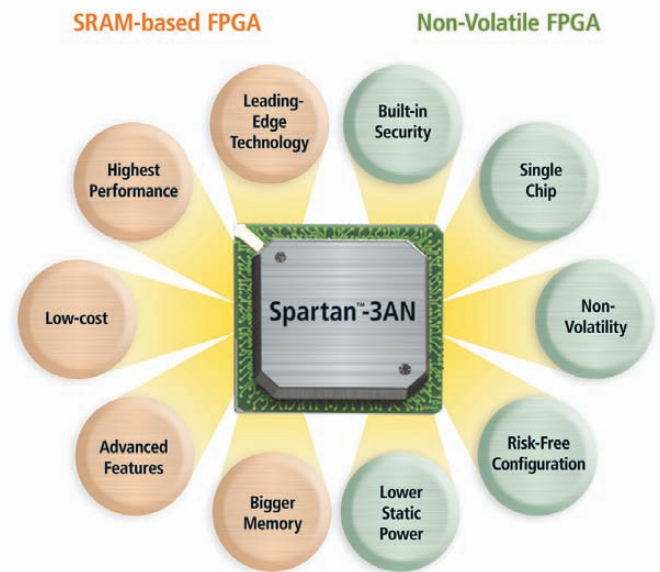 SRAM-based FPGA
Non-Volatile FPGA
Leading-
Edge
Technology
Built-in
Security
Highest
Performance
Single
Chip
Low-cost
Spartan™-3AN
Non-
Volatility
Advanced
Features
Risk-Free
Configuration
Bigger
Memory
Lower
Static
Power